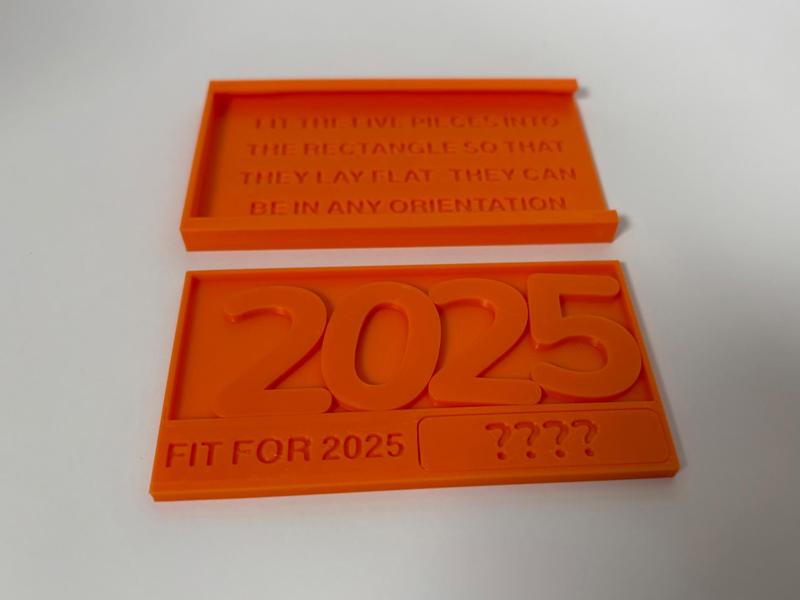 FIT THE FIVE PIECES INTO
THE RECTANGLE SO THAT
THEY LAY FLAT THEY CAN
BE IN ANY ORIENTATION
2025
FIT FOR 2025
????